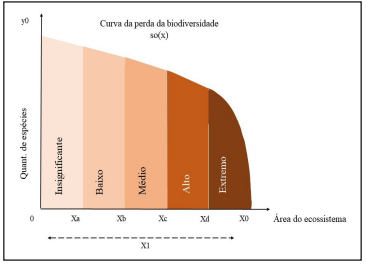 y0
Curva da perda da biodiversidade
so(x)
Quant. de espécies
Insignificante
Baixo
Médio
Alto
Extremo
0 Xa Xb Xc Xd X0 Área do ecossistema
X1